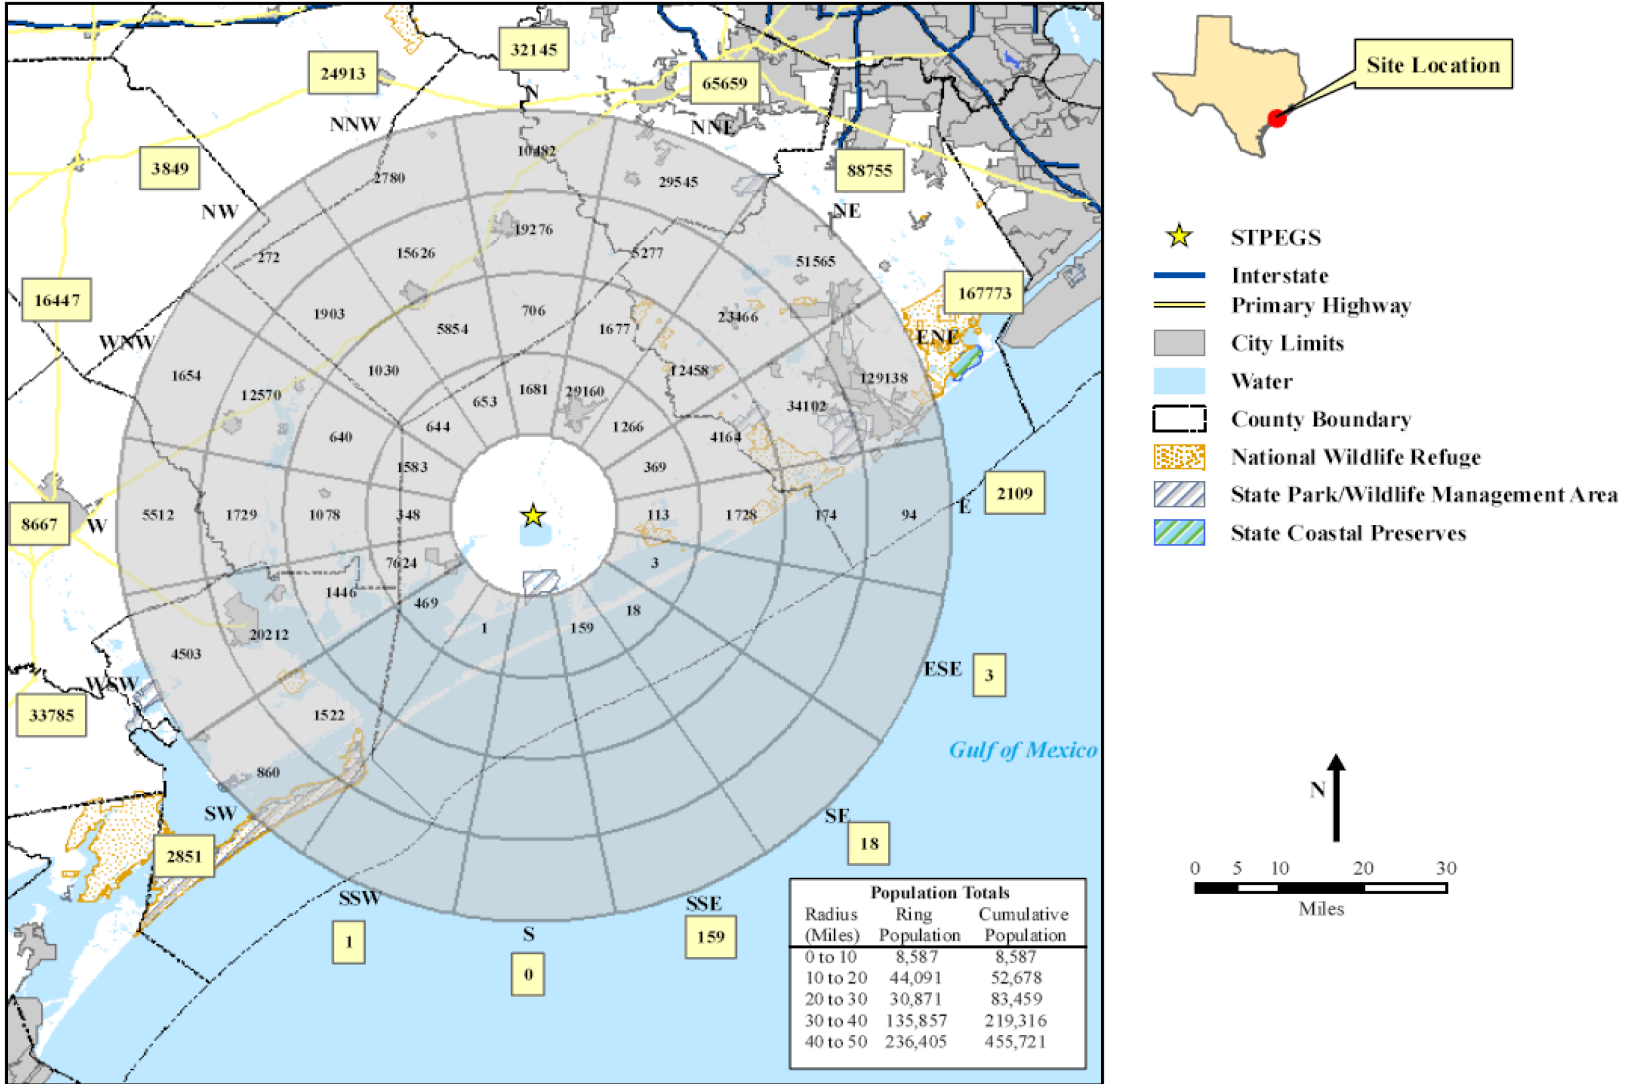 32145
24913
65659
N
NNW
NNE
3849
88755
10482
2780
29545
NW
NE
16447
272
15626
19276
5277
51565
167773
1903
5854
706
1677
23466
ENE
WNW
1654
12570
1030
653
1681
29160
12458
34102
129138
640
644
1266
4164
1583
369
8667
W
5512
1729
1078
348
113
1728
174
94
E
2109
7624
3
1446
469
1
159
18
20212
4503
WSW
33785
1522
860
ESE
3
Gulf of Mexico
SW
2851
SE
18
SSW
1
S
0
SSE
159
Population Totals
Radius Ring Cumulative
(Miles) Population Population
0 to 10 8,587 8,587
10 to 20 44,091 52,678
20 to 30 30,871 83,459
30 to 40 135,857 219,316
40 to 50 236,405 455,721
Site Location
STPEGS
Interstate
Primary Highway
City Limits
Water
County Boundary
National Wildlife Refuge
State Park/Wildlife Management Area
State Coastal Preserves
N
0 5 10 20 30
Miles